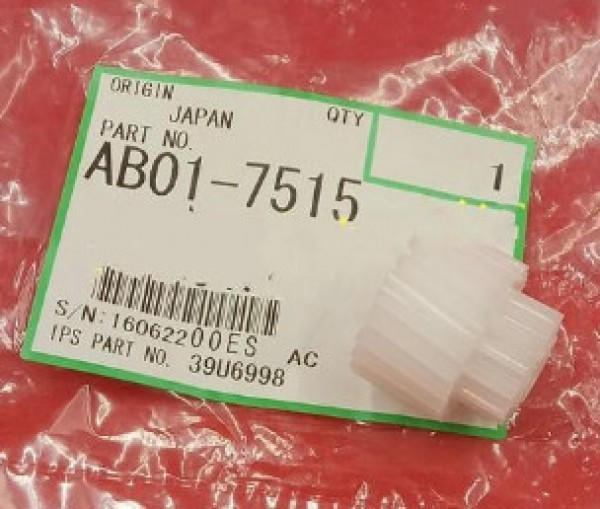 ORIGIN
JAPAN
QTY
1
PART NO.
AB01-7515
S/N:16062200ES AC
IPS PART NO. 39U6998